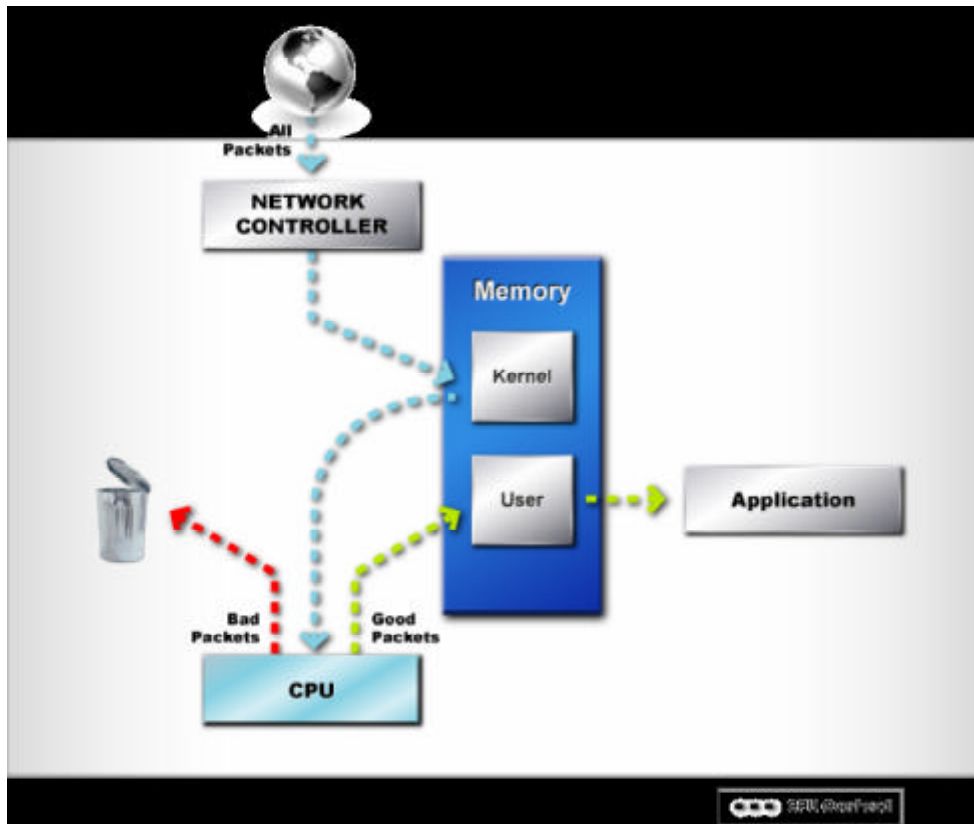 All
Packets
NETWORK
CONTROLLER
Memory
Kernel
User
Application
Bad
Packets
Good
Packets
CPU